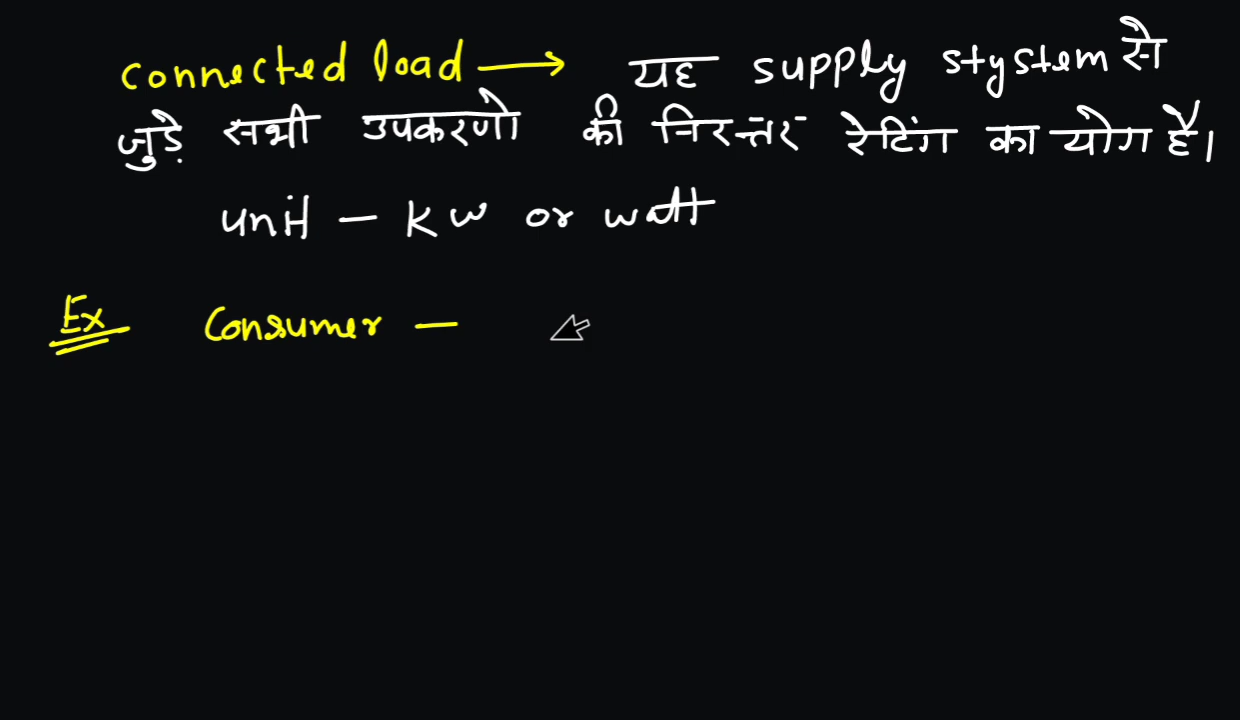 connected load → यह supply stystem से
जुड़े सभी उपकरणो की निरन्तर रेटिंग का योग है।
unit – kw or watt
Ex Consumer –